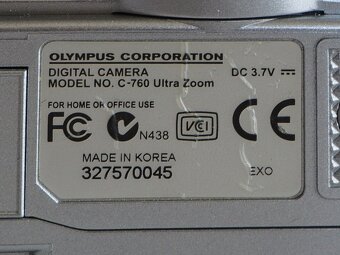 OLYMPUS CORPORATION
DIGITAL CAMERA DC 3.7V
MODEL NO. C-760 Ultra Zoom
FOR HOME OR OFFICE USE
FC N438 VCI CE
MADE IN KOREA
327570045 EXO